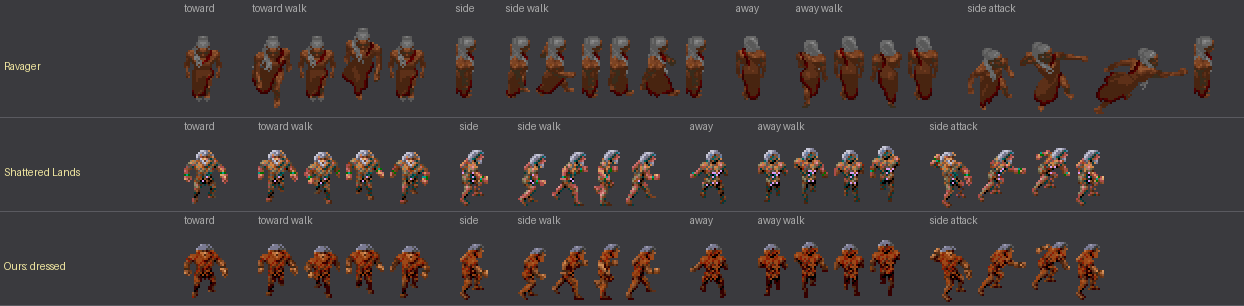 toward toward walk side side walk away away walk side attack
Ravager
toward toward walk side side walk away away walk side attack
Shattered Lands
toward toward walk side side walk away away walk side attack
Ours: dressed